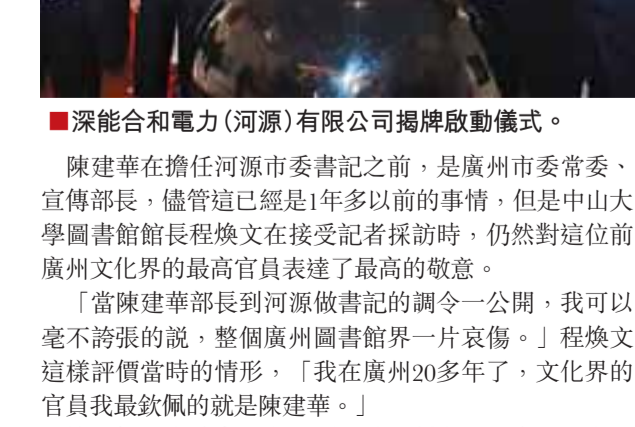 ■深能合和電力(河源)有限公司揭牌啟動儀式。
陳建華在擔任河源市委書記之前，是廣州市委常委、
宣傳部長，儘管這已經是1年多以前的事情，但是中山大
學圖書館館長程煥文在接受記者採訪時，仍然對這位前
廣州文化界的最高官員表達了最高的敬意。
「當陳建華部長到河源做書記的調令一公開，我可以
毫不誇張的說，整個廣州圖書館界一片哀傷。」程煥文
這樣評價當時的情形，「我在廣州20多年了，文化界的
官員我最欽佩的就是陳建華。」